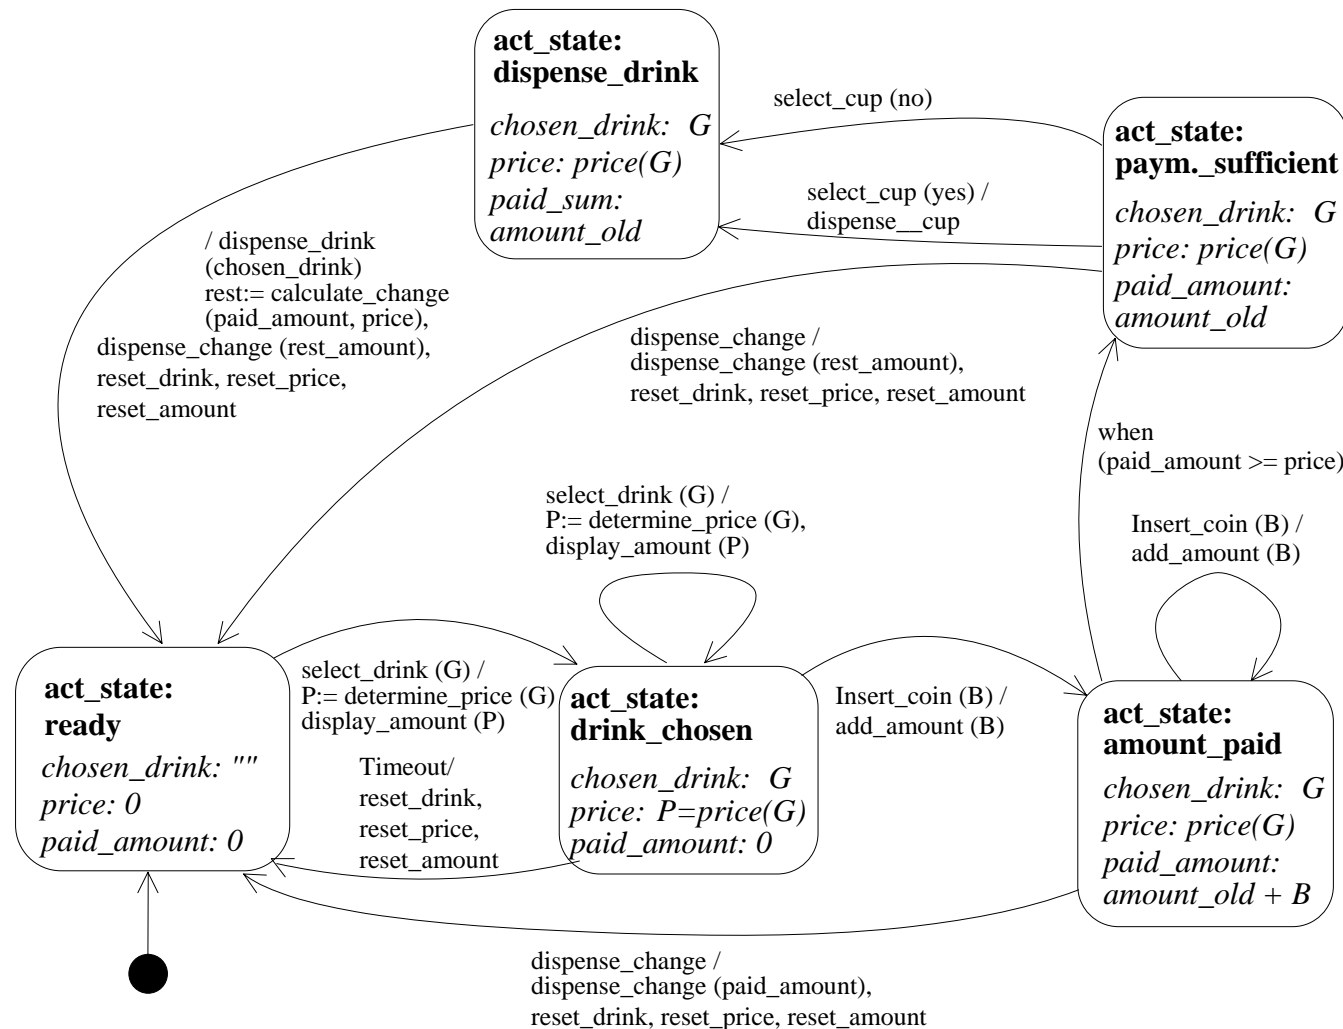 act_state:
dispense_drink
chosen_drink: G
price: price(G)
paid_sum:
amount_old
select_cup (no)
select_cup (yes) /
dispense__cup
act_state:
paym._sufficient
chosen_drink: G
price: price(G)
paid_amount:
amount_old
/ dispense_drink
(chosen_drink)
rest:= calculate_change
(paid_amount, price),
dispense_change (rest_amount),
reset_drink, reset_price,
reset_amount
dispense_change /
dispense_change (rest_amount),
reset_drink, reset_price, reset_amount
when
(paid_amount >= price)
select_drink (G) /
P:= determine_price (G),
display_amount (P)
Insert_coin (B) /
add_amount (B)
act_state:
ready
chosen_drink: ""
price: 0
paid_amount: 0
select_drink (G) /
P:= determine_price (G)
display_amount (P)
Timeout/
reset_drink,
reset_price,
reset_amount
act_state:
drink_chosen
chosen_drink: G
price: P=price(G)
paid_amount: 0
Insert_coin (B) /
add_amount (B)
act_state:
amount_paid
chosen_drink: G
price: price(G)
paid_amount:
amount_old + B
dispense_change /
dispense_change (paid_amount),
reset_drink, reset_price, reset_amount